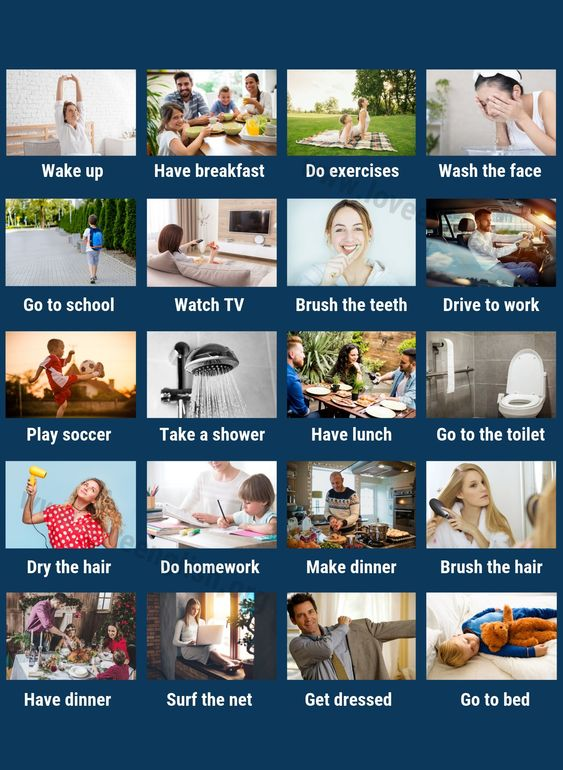 Wake up
Have breakfast
Do exercises
Wash the face
Go to school
Watch TV
Brush the teeth
Drive to work
Play soccer
Take a shower
Have lunch
Go to the toilet
Dry the hair
Do homework
Make dinner
Brush the hair
Have dinner
Surf the net
Get dressed
Go to bed